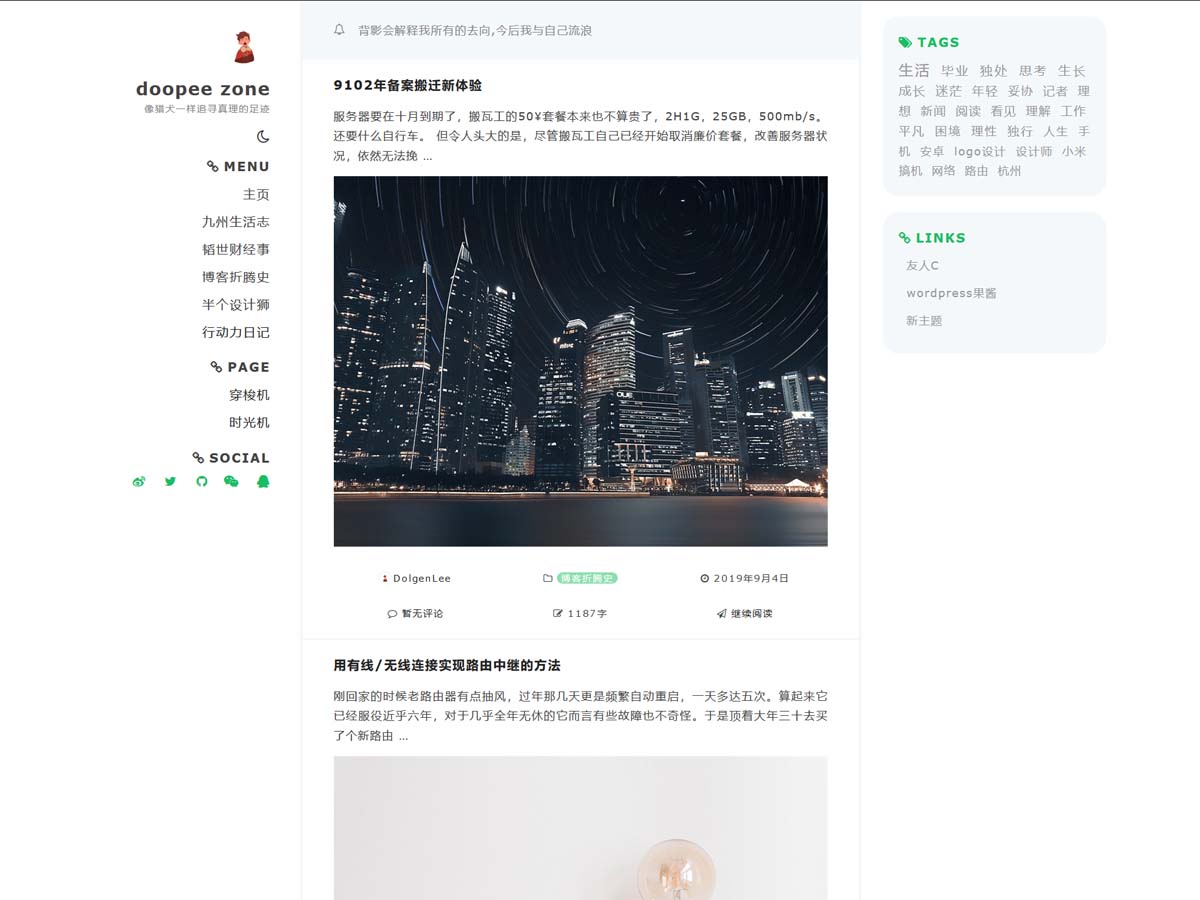 doopee zone
像猫犬一样追寻真理的足迹
MENU
主页
九州生活志
韬世财经事
博客折腾史
半个设计狮
行动力日记
PAGE
穿梭机
时光机
SOCIAL
背影会解释我所有的去向,今后我与自己流浪
9102年备案搬迁新体验
服务器要在十月到期了，搬瓦工的50¥套餐本来也不算贵了，2H1G，25GB，500mb/s。
还要什么自行车。 但令人头大的是，尽管搬瓦工自己已经开始取消廉价套餐，改善服务器状
况，依然无法挽 ...
OUE
DolgenLee
博客折腾史
2019年9月4日
暂无评论
1187字
继续阅读
用有线/无线连接实现路由中继的方法
刚回家的时候老路由器有点抽风，过年那几天更是频繁自动重启，一天多达五次。算起来它
已经服役近乎六年，对于几乎全年无休的它而言有些故障也不奇怪。于是顶着大年三十去买
了个新路由 ...
TAGS
生活 毕业 独处 思考 生长
成长 迷茫 年轻 妥协 记者 理
想 新闻 阅读 看见 理解 工作
平凡 困境 理性 独行 人生 手
机 安卓 logo设计 设计师 小米
搞机 网络 路由 杭州
LINKS
友人C
wordpress果酱
新主题